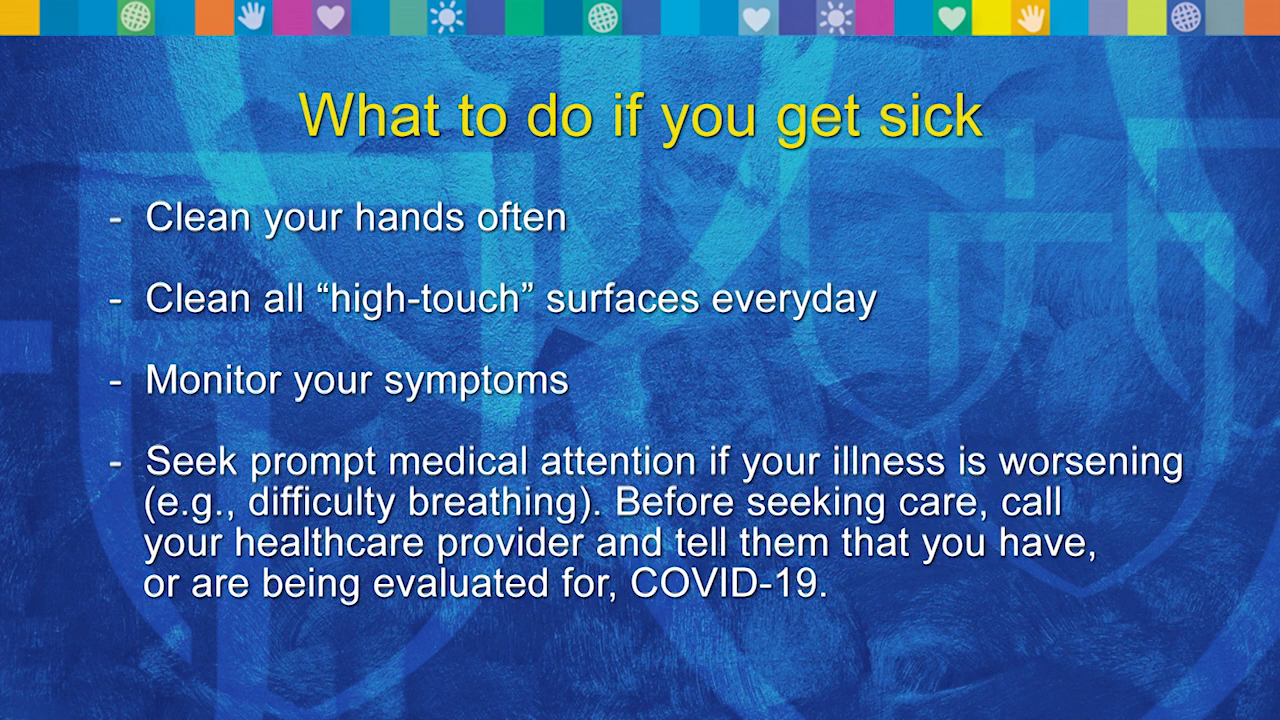 What to do if you get sick
- Clean your hands often
- Clean all “high-touch” surfaces everyday
- Monitor your symptoms
- Seek prompt medical attention if your illness is worsening
(e.g., difficulty breathing). Before seeking care, call
your healthcare provider and tell them that you have,
or are being evaluated for, COVID-19.